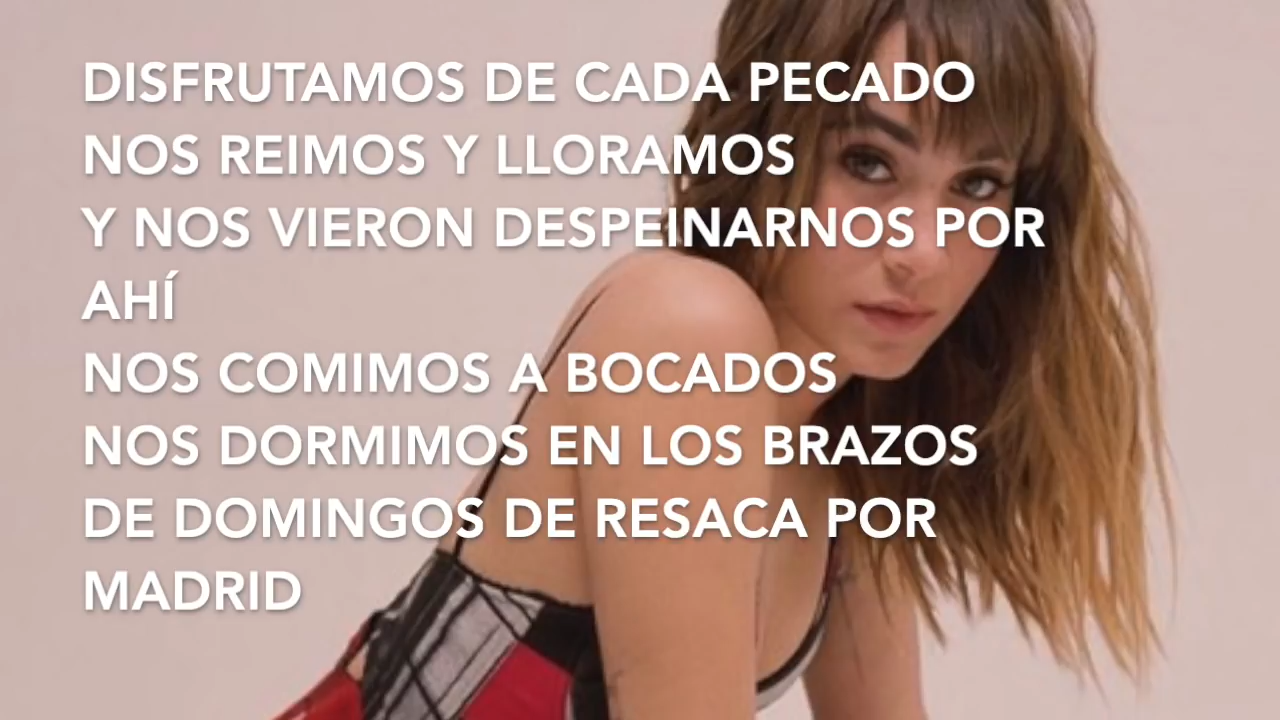 DISFRUTAMOS DE CADA PECADO
NOS REIMOS Y LLORAMOS
Y NOS VIERON DESPEINARNOS POR
AHÍ
NOS COMIMOS A BOCADOS
NOS DORMIMOS EN LOS BRAZOS
DE DOMINGOS DE RESACA POR
MADRID